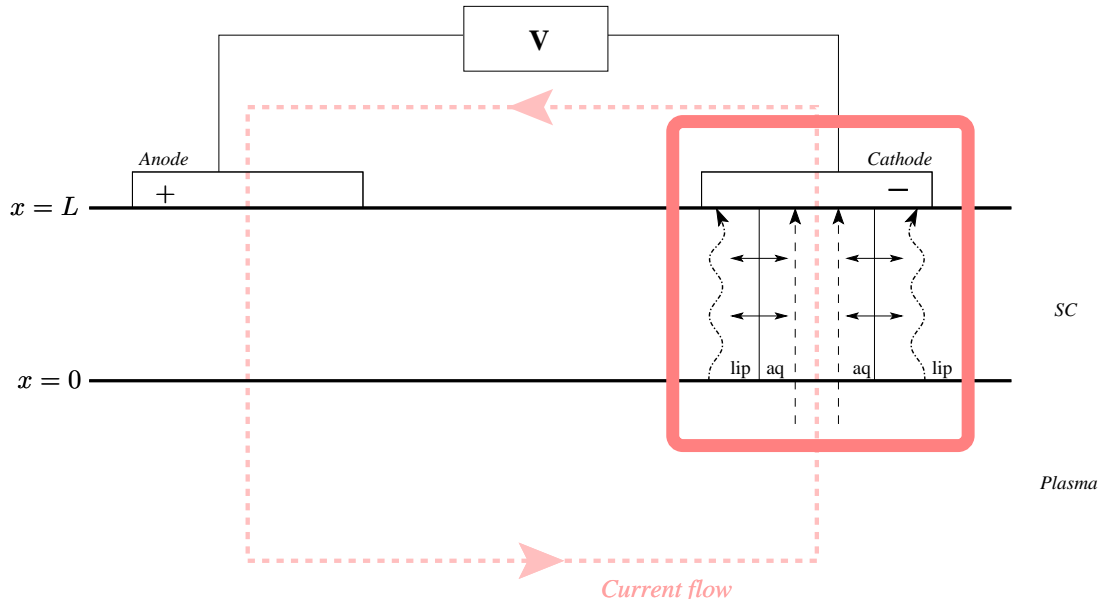 V
Anode
Cathode
+
−
x = L
SC
lip aq aq lip
x = 0
Plasma
Current flow